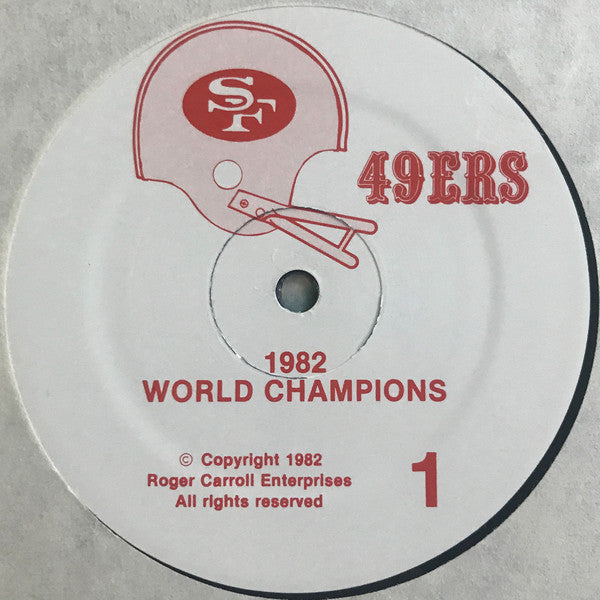 SF
49ERS
1982
WORLD CHAMPIONS
© Copyright 1982
Roger Carroll Enterprises
All rights reserved
1